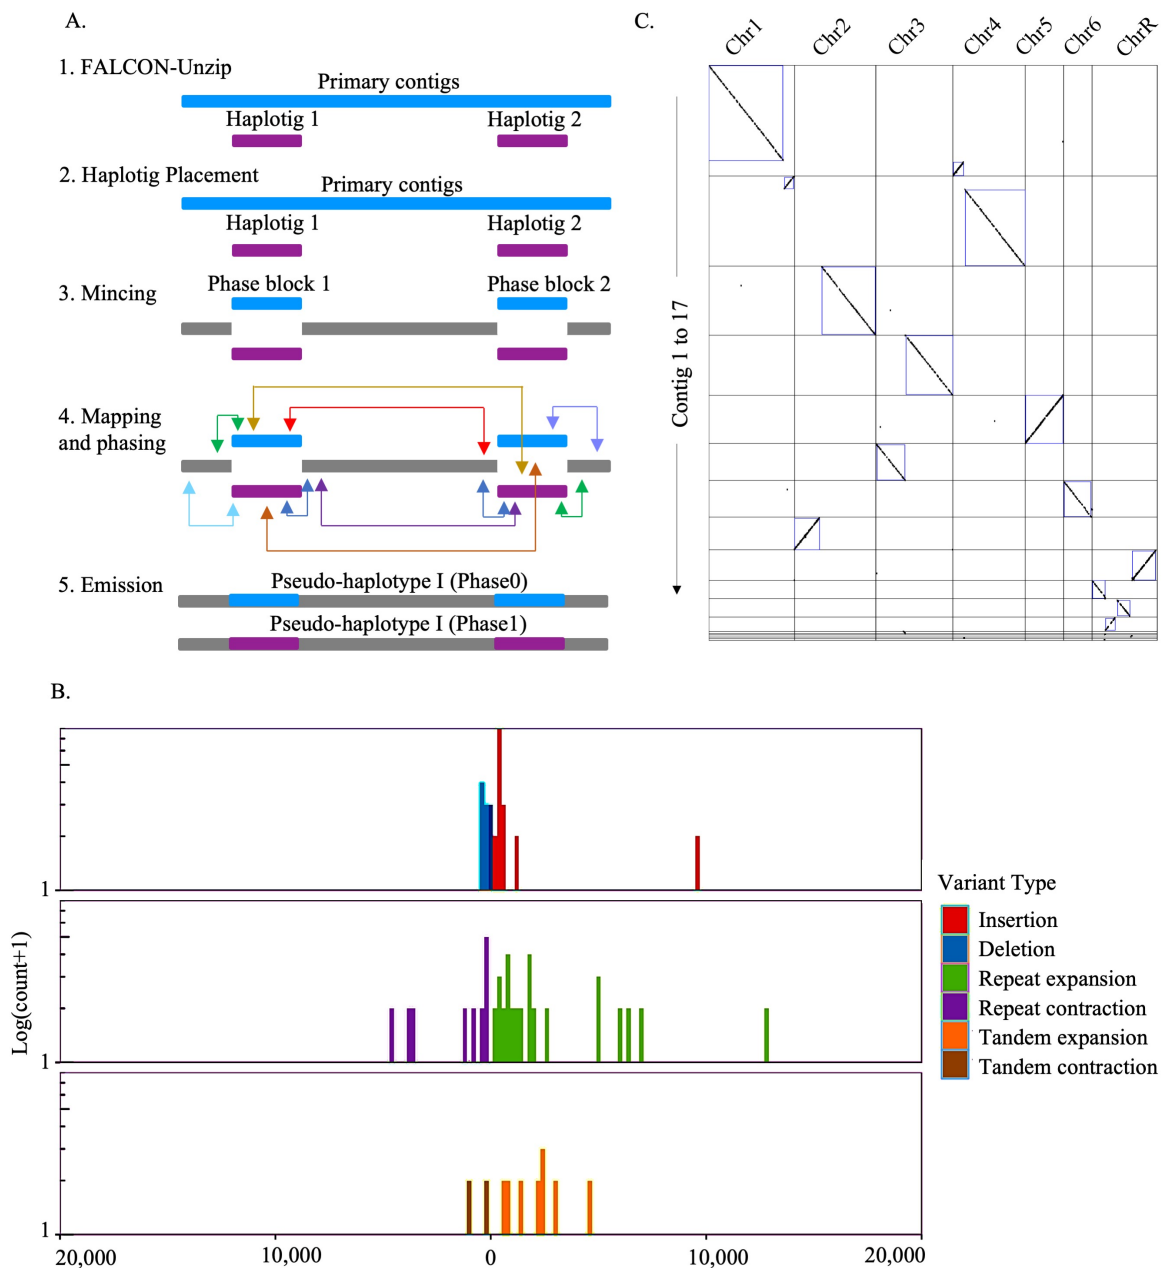 A.
1. FALCON-Unzip
Primary contigs
Haplotig 1
Haplotig 2
2. Haplotig Placement
Primary contigs
Haplotig 1
Haplotig 2
3. Mincing
Phase block 1
Phase block 2
4. Mapping
and phasing
5. Emission
Pseudo-haplotype I (Phase0)
Pseudo-haplotype I (Phase1)
C.
Chr1
Chr2
Chr3
Chr4
Chr5
Chr6
ChrR
Contig 1 to 17
B.
Log(count+1)
1
1
1
20,000
10,000
0
10,000
20,000
Variant Type
Insertion
Deletion
Repeat expansion
Repeat contraction
Tandem expansion
Tandem contraction